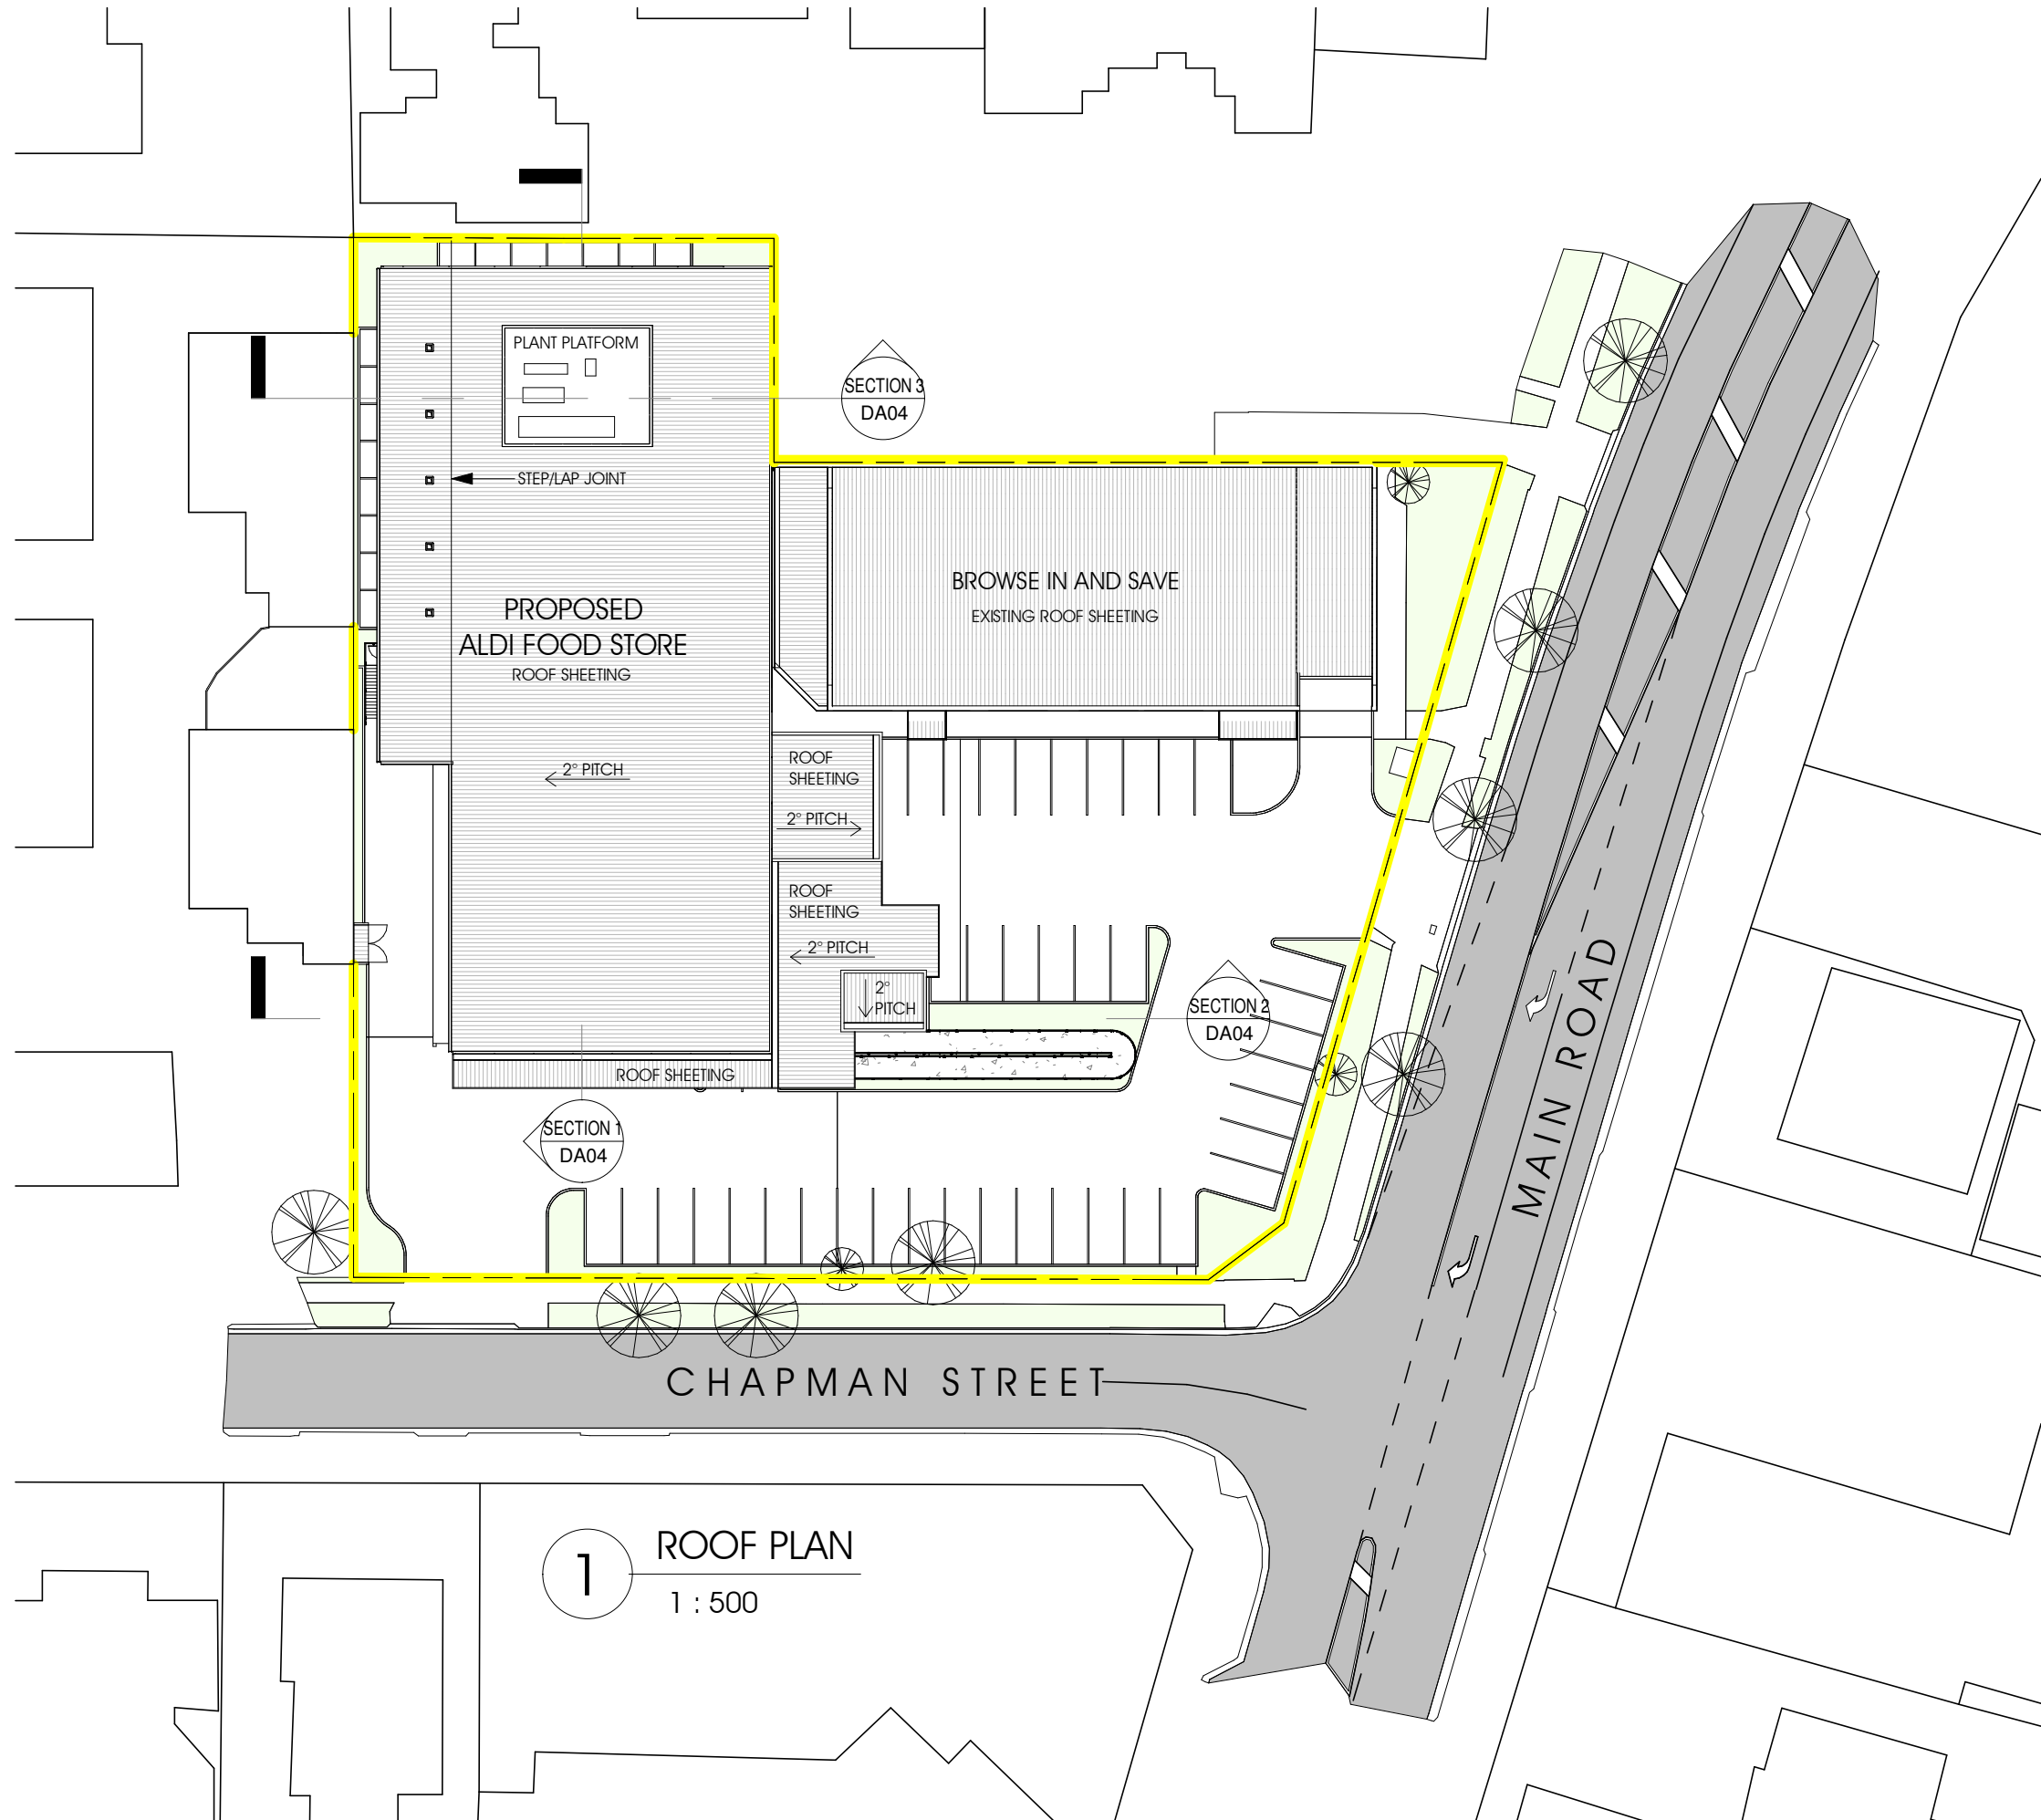 PLANT PLATFORM
SECTION 3
DA04
STEP/LAP JOINT
BROWSE IN AND SAVE
EXISTING ROOF SHEETING
PROPOSED
ALDI FOOD STORE
ROOF SHEETING
2° PITCH
ROOF
SHEETING
2° PITCH
ROOF
SHEETING
2° PITCH
2°
PITCH
SECTION 2
DA04
MAIN ROAD
ROOF SHEETING
SECTION 1
DA04
CHAPMAN STREET
1
ROOF PLAN
1 : 500